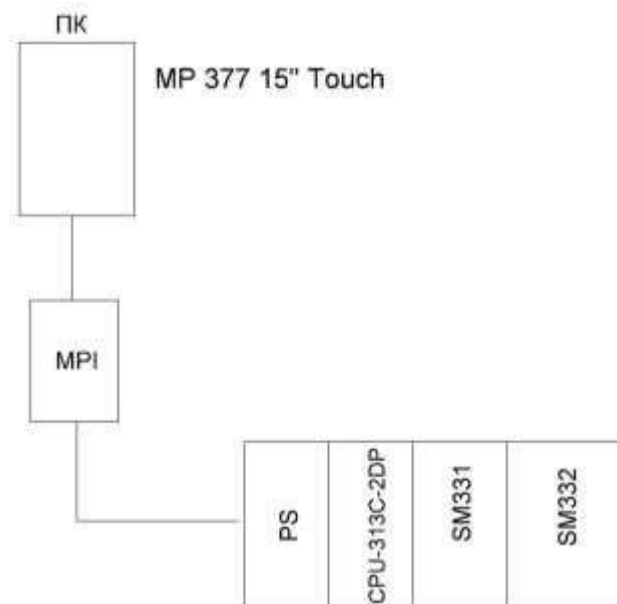 ПК
MP 377 15" Touch
MPI
PS
CPU-313C-2DP
SM331
SM332